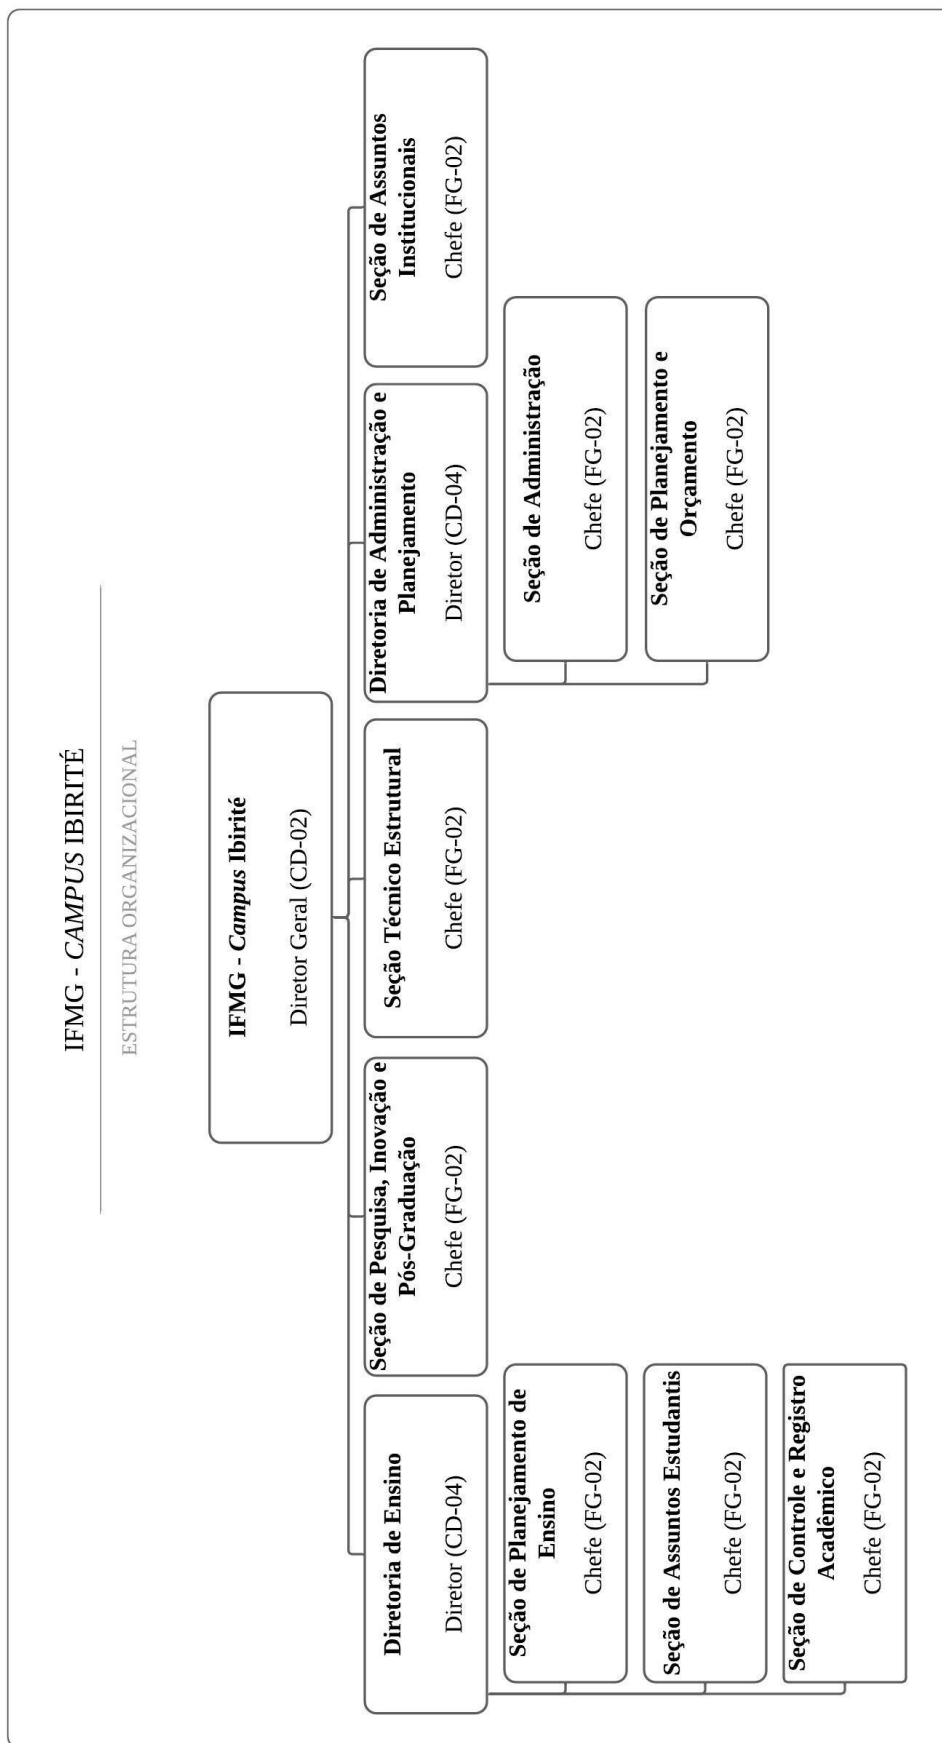 IFMG - CAMPUS IBIRITÉ
ESTRUTURA ORGANIZACIONAL
IFMG - Campus Ibirité
Diretor Geral (CD-02)
Diretoria de Ensino
Diretor (CD-04)
Seção de Planejamento de
Ensino
Chefe (FG-02)
Seção de Assuntos Estudantis
Chefe (FG-02)
Seção de Controle e Registro
Acadêmico
Chefe (FG-02)
Seção de Pesquisa, Inovação e
Pós-Graduação
Chefe (FG-02)
Seção Técnico Estrutural
Chefe (FG-02)
Diretoria de Administração e
Planejamento
Diretor (CD-04)
Seção de Administração
Chefe (FG-02)
Seção de Planejamento e
Orçamento
Chefe (FG-02)
Seção de Assuntos
Institucionais
Chefe (FG-02)